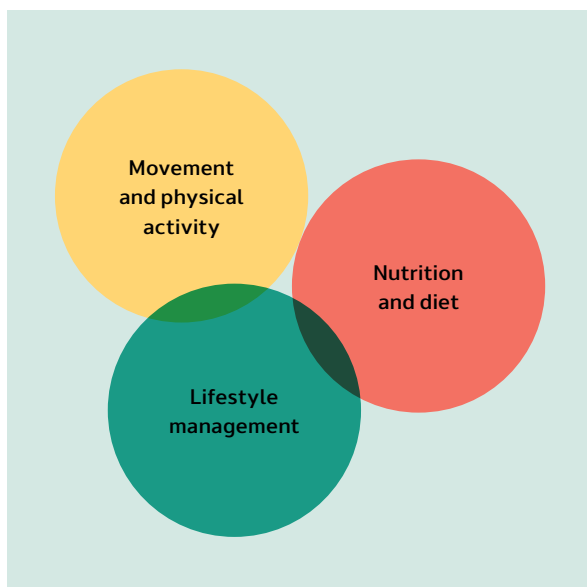 Movement
and physical
activity
Nutrition
and diet
Lifestyle
management